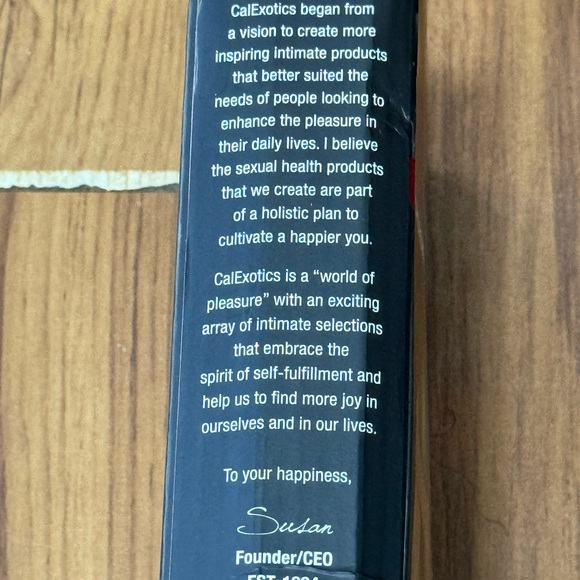 CalExotics began from
a vision to create more
inspiring intimate products
that better suited the
needs of people looking to
enhance the pleasure in
their daily lives. I believe
the sexual health products
that we create are part
of a holistic plan to
cultivate a happier you.
CalExotics is a “world of
pleasure” with an exciting
array of intimate selections
that embrace the
spirit of self-fulfillment and
help us to find more joy in
ourselves and in our lives.
To your happiness,
Susan
Founder/CEO
EST. 1994